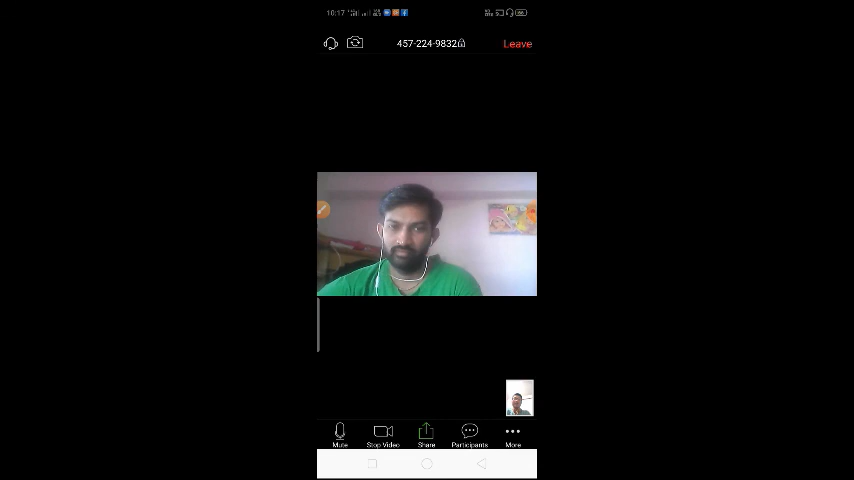 10:17
457-224-9832
Leave
Mute
Stop Video
Share
Participants
More